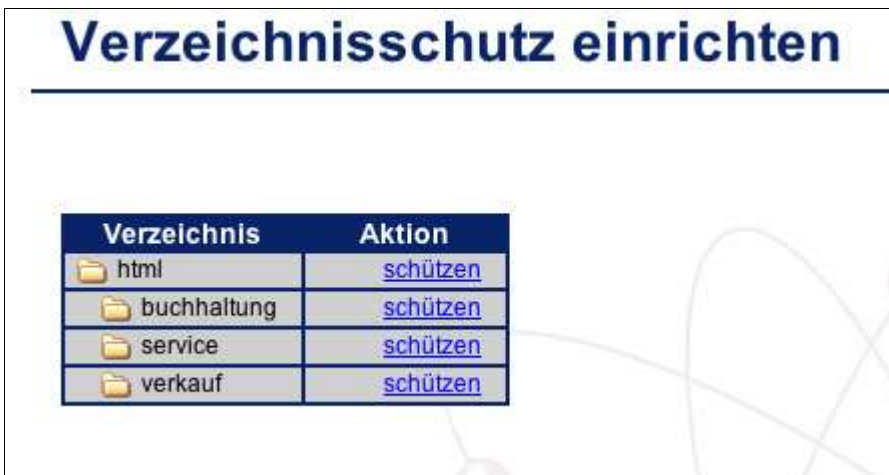 Verzeichnisschutz einrichten
Verzeichnis Aktion
html schützen
buchhaltung schützen
service schützen
verkauf schützen